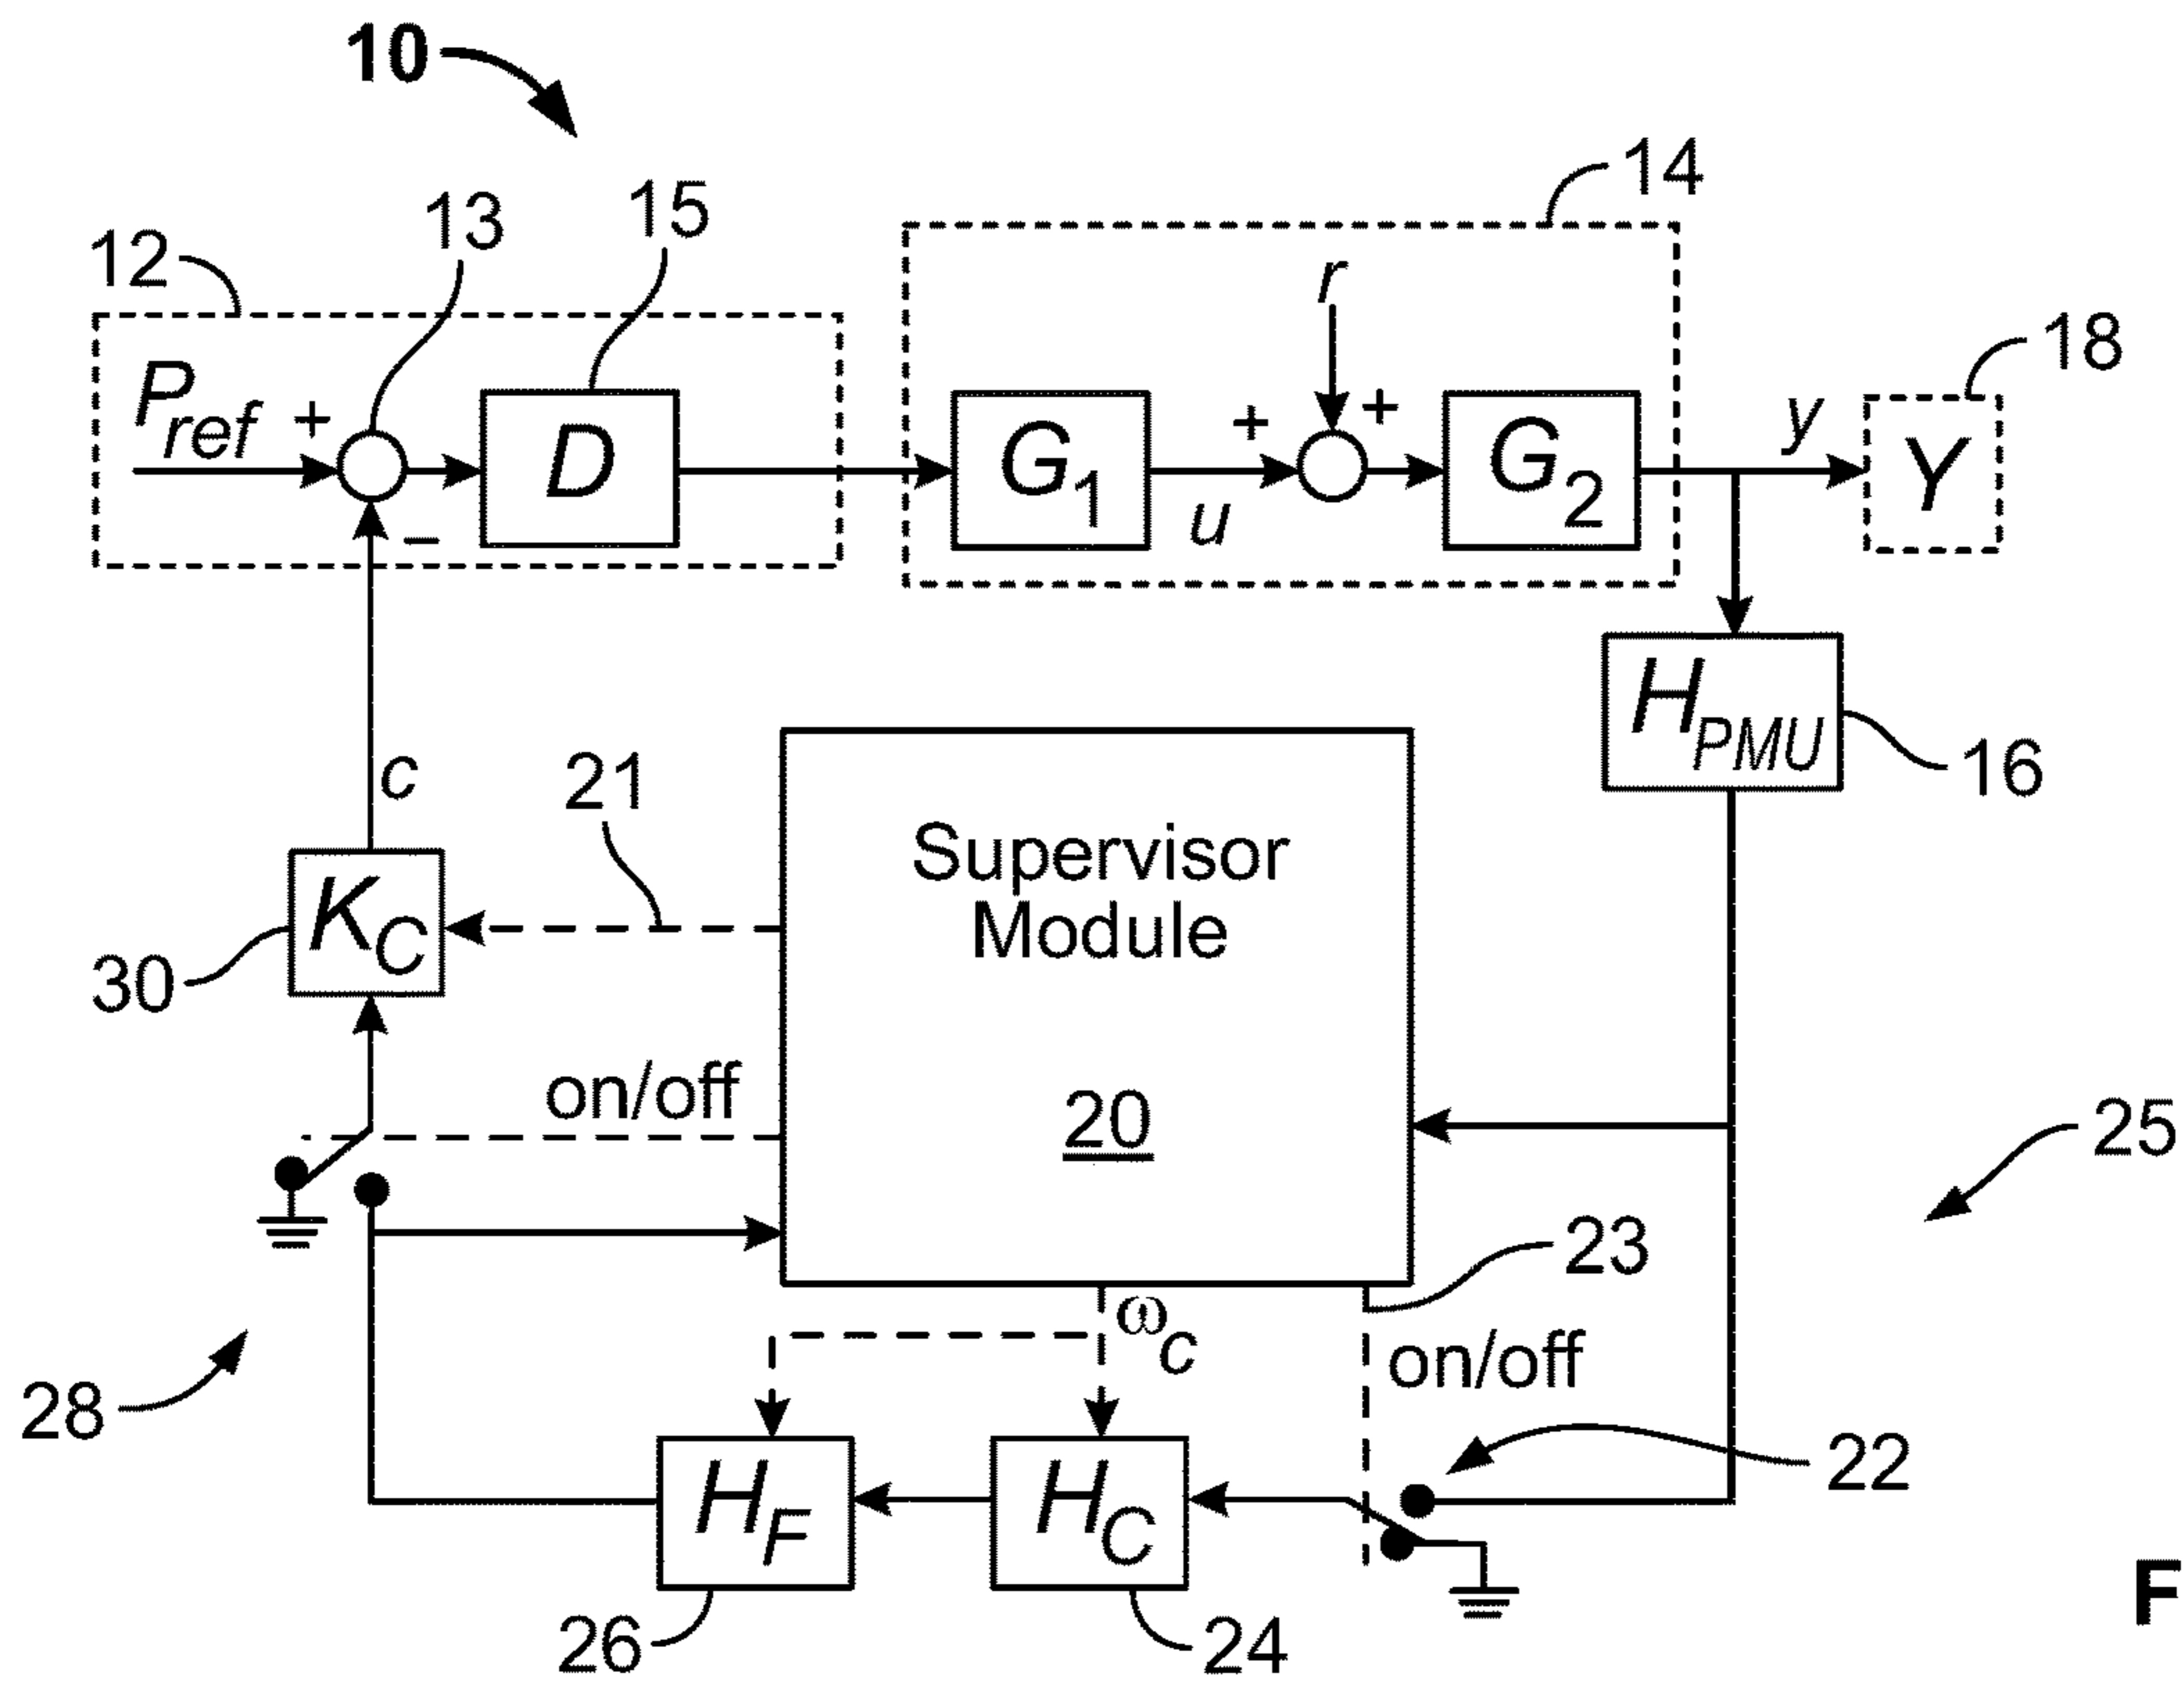 10
14
13
15
12
r
18
P_ref
+
+
+
y
D
G_1
G_2
Y
u
−
H_PMU
16
c
21
Supervisor
Module
K_C
30
on/off
20
25
23
ω_c
on/off
28
22
H_F
H_C
26
24
F